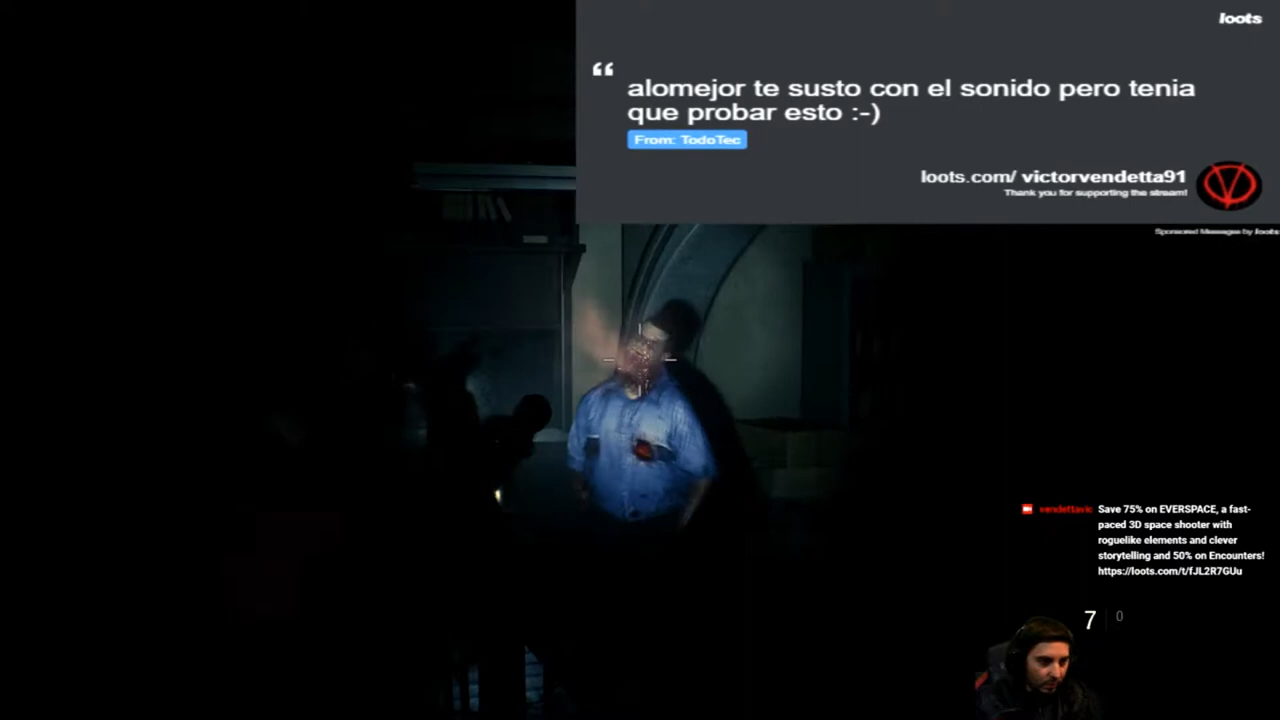 loots
“
alomejor te susto con el sonido pero tenia
que probar esto :-)
From: TodoTec
loots.com/ victorvendetta91
Thank you for supporting the stream!
Sponsored Messages by loots
vendettavic Save 75% on EVERSPACE, a fast-
paced 3D space shooter with
roguelike elements and clever
storytelling and 50% on Encounters!
https://loots.com/t/fJL2R7GUu
7 0